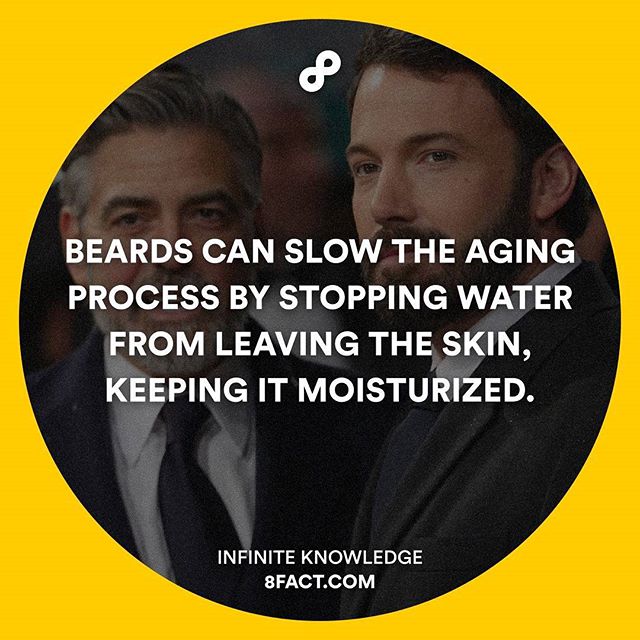 BEARDS CAN SLOW THE AGING
PROCESS BY STOPPING WATER
FROM LEAVING THE SKIN,
KEEPING IT MOISTURIZED.
INFINITE KNOWLEDGE
8FACT.COM